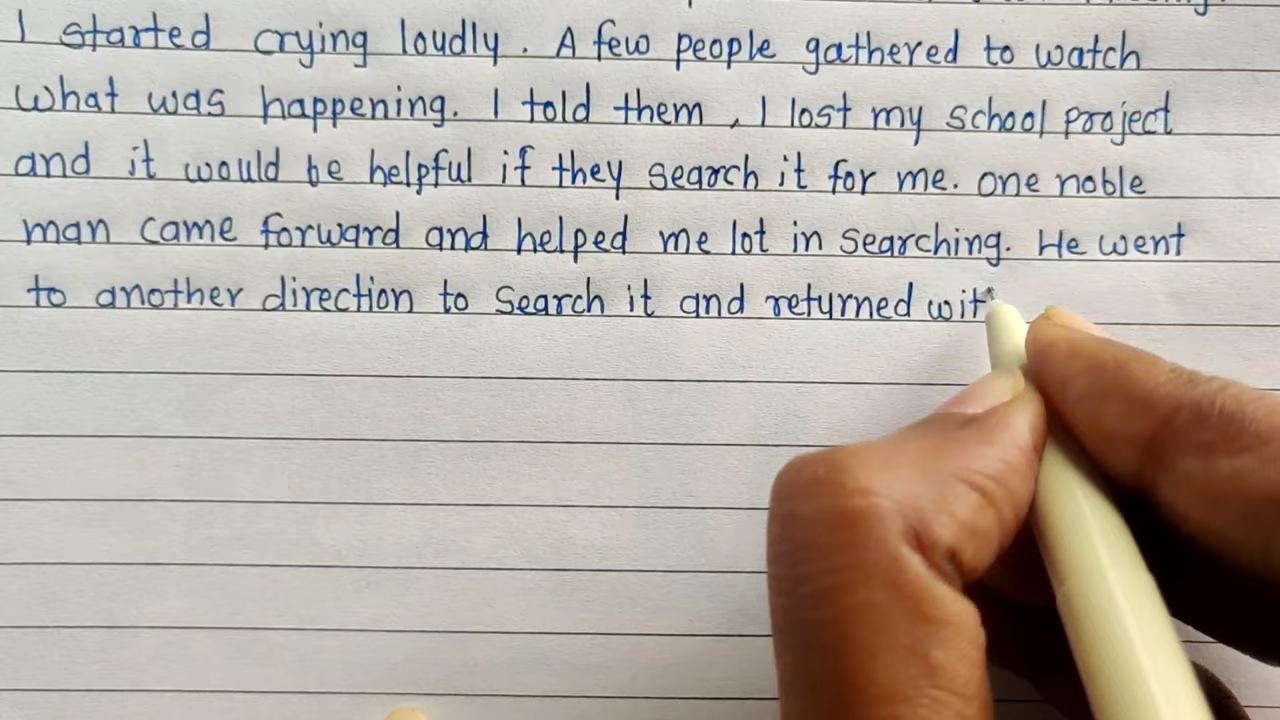 I started crying loudly. A few people gathered to watch
what was happening. I told them, I lost my school project
and it would be helpful if they search it for me. one noble
man came forward and helped me lot in searching. He went
to another direction to search it and returned wit